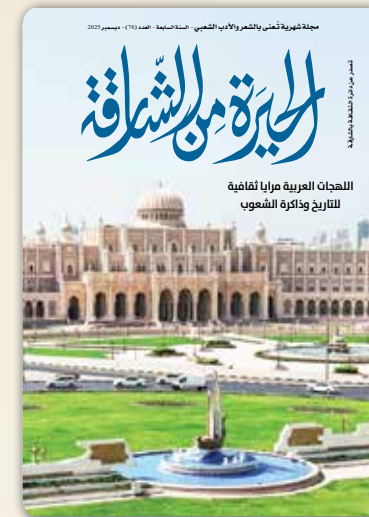 مجلة شهرية تُعنى بالشعر والأدب الشعبي - السنة السابعة - العدد (76) - ديسمبر 2025
الحيرة من الشارقة
تصدر عن دائرة الثقافة بالشارقة
اللهجات العربية مرايا ثقافية
للتاريخ وذاكرة الشعوب